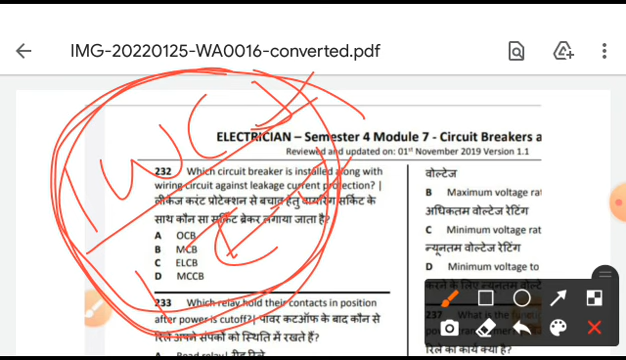 IMG-20220125-WA0016-converted.pdf
ELECTRICIAN – Semester 4 Module 7 - Circuit Breakers a
Reviewed and updated on: 01st November 2019 Version 1.1
232 Which circuit breaker is installed along with
wiring circuit against leakage current protection? |
लीकेज करंट प्रोटेक्शन से बचाव हेतु वायरिंग सर्किट के
साथ कौन सा सर्किट ब्रेकर लगाया जाता है?
A OCB
B MCB
C ELCB
D MCCB
233 Which relay hold their contacts in position
after power is cutoff?| पावर कटऑफ के बाद कौन से
रिले अपने संपर्कों को स्थिति में रखते हैं?
A Reed relay| रीड रिले
वोल्टेज
B Maximum voltage rat
अधिकतम वोल्टेज रेटिंग
C Minimum voltage rat
न्यूनतम वोल्टेज रेटिंग
D Minimum voltage to
237 What is the
रिले का कार्य क्या है?